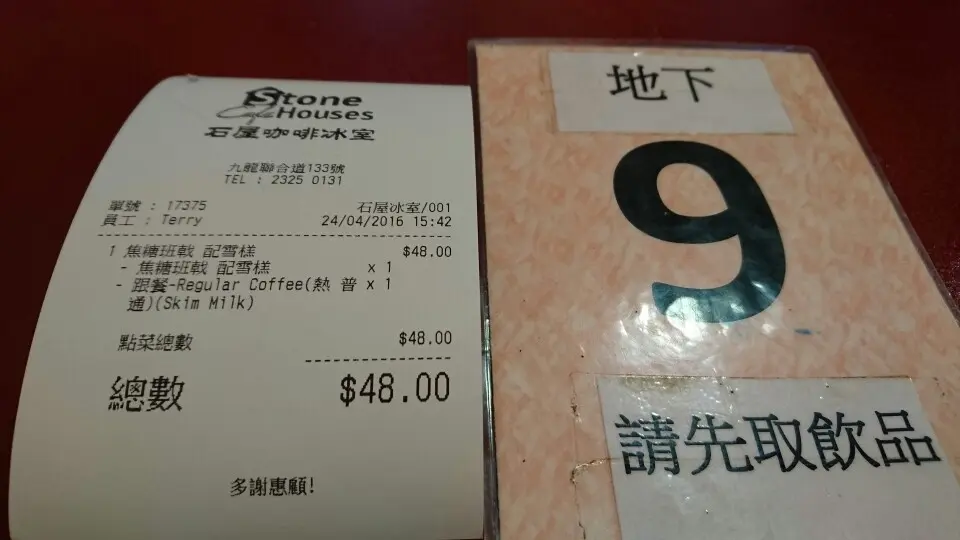 Stone
Cafe Houses
石屋咖啡冰室
九龍聯合道133號
TEL : 2325 0131
單號 : 17375 石屋冰室/001
員工 : Terry 24/04/2016 15:42
1 焦糖班戟 配雪糕 $48.00
- 焦糖班戟 配雪糕 x 1
- 跟餐-Regular Coffee(熱 普 x 1
通)(Skim Milk)
點菜總數 $48.00
總數 $48.00
多謝惠顧!
地下
9
請先取飲品